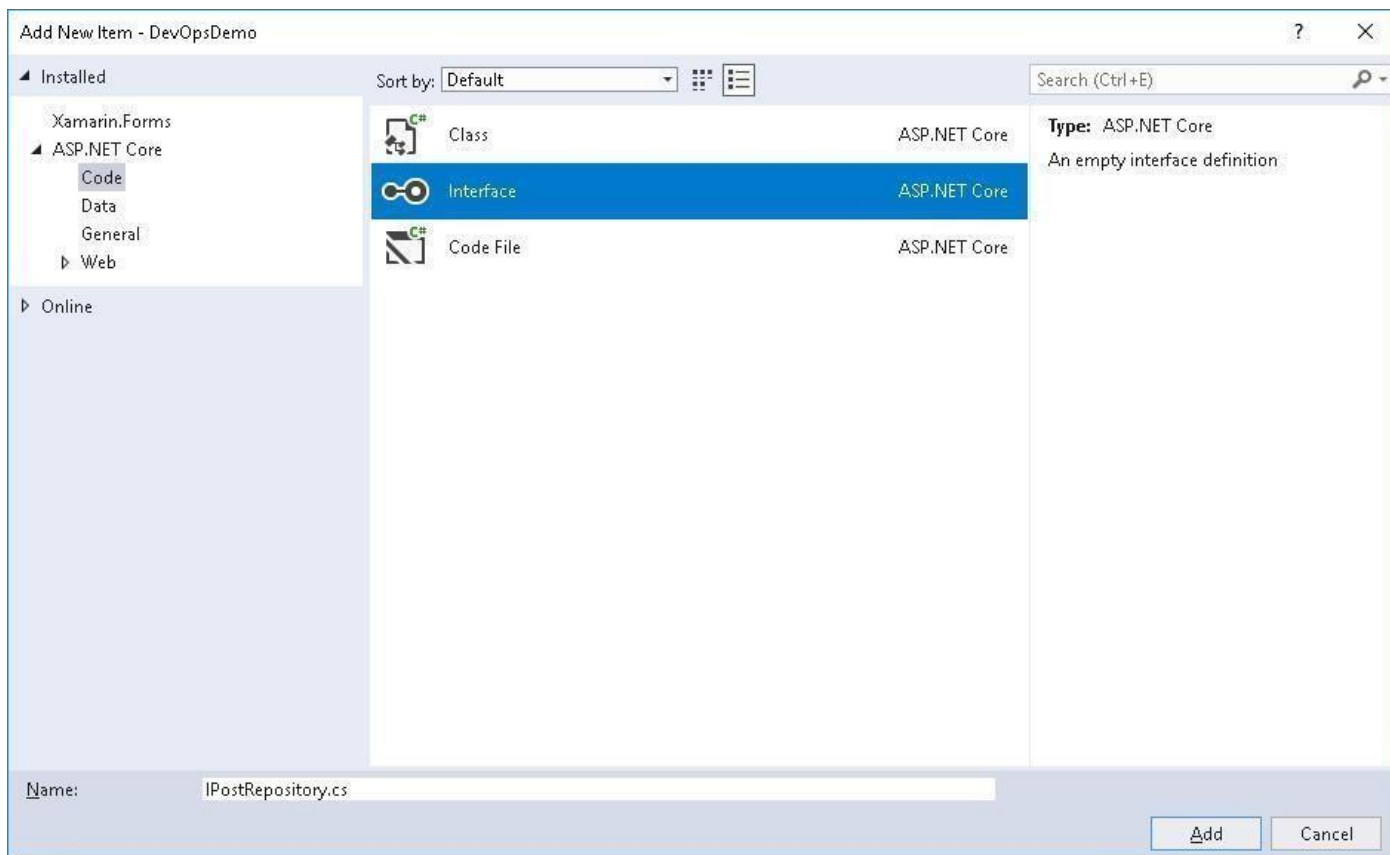 Add New Item - DevOpsDemo
?
Installed
Sort by: Default
Search (Ctrl+E)
Xamarin.Forms
ASP.NET Core
Code
Data
General
Web
Online
C# Class ASP.NET Core
Interface ASP.NET Core
C# Code File ASP.NET Core
Type: ASP.NET Core
An empty interface definition
Name: IPostRepository.cs
Add Cancel